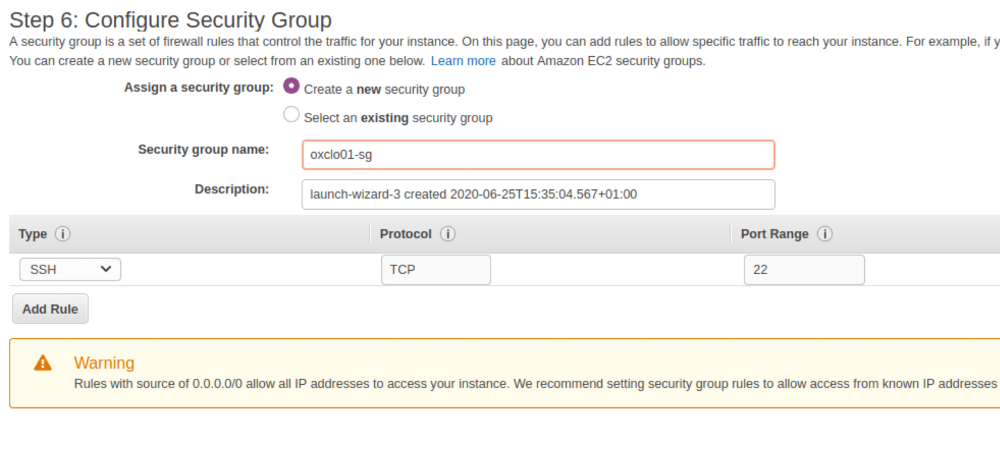 Step 6: Configure Security Group
A security group is a set of firewall rules that control the traffic for your instance. On this page, you can add rules to allow specific traffic to reach your instance. For example, if y
You can create a new security group or select from an existing one below. Learn more about Amazon EC2 security groups.
Assign a security group: Create a new security group
Select an existing security group
Security group name: oxclo01-sg
Description: launch-wizard-3 created 2020-06-25T15:35:04.567+01:00
Type i Protocol i Port Range i
SSH TCP 22
Add Rule
Warning
Rules with source of 0.0.0.0/0 allow all IP addresses to access your instance. We recommend setting security group rules to allow access from known IP addresses